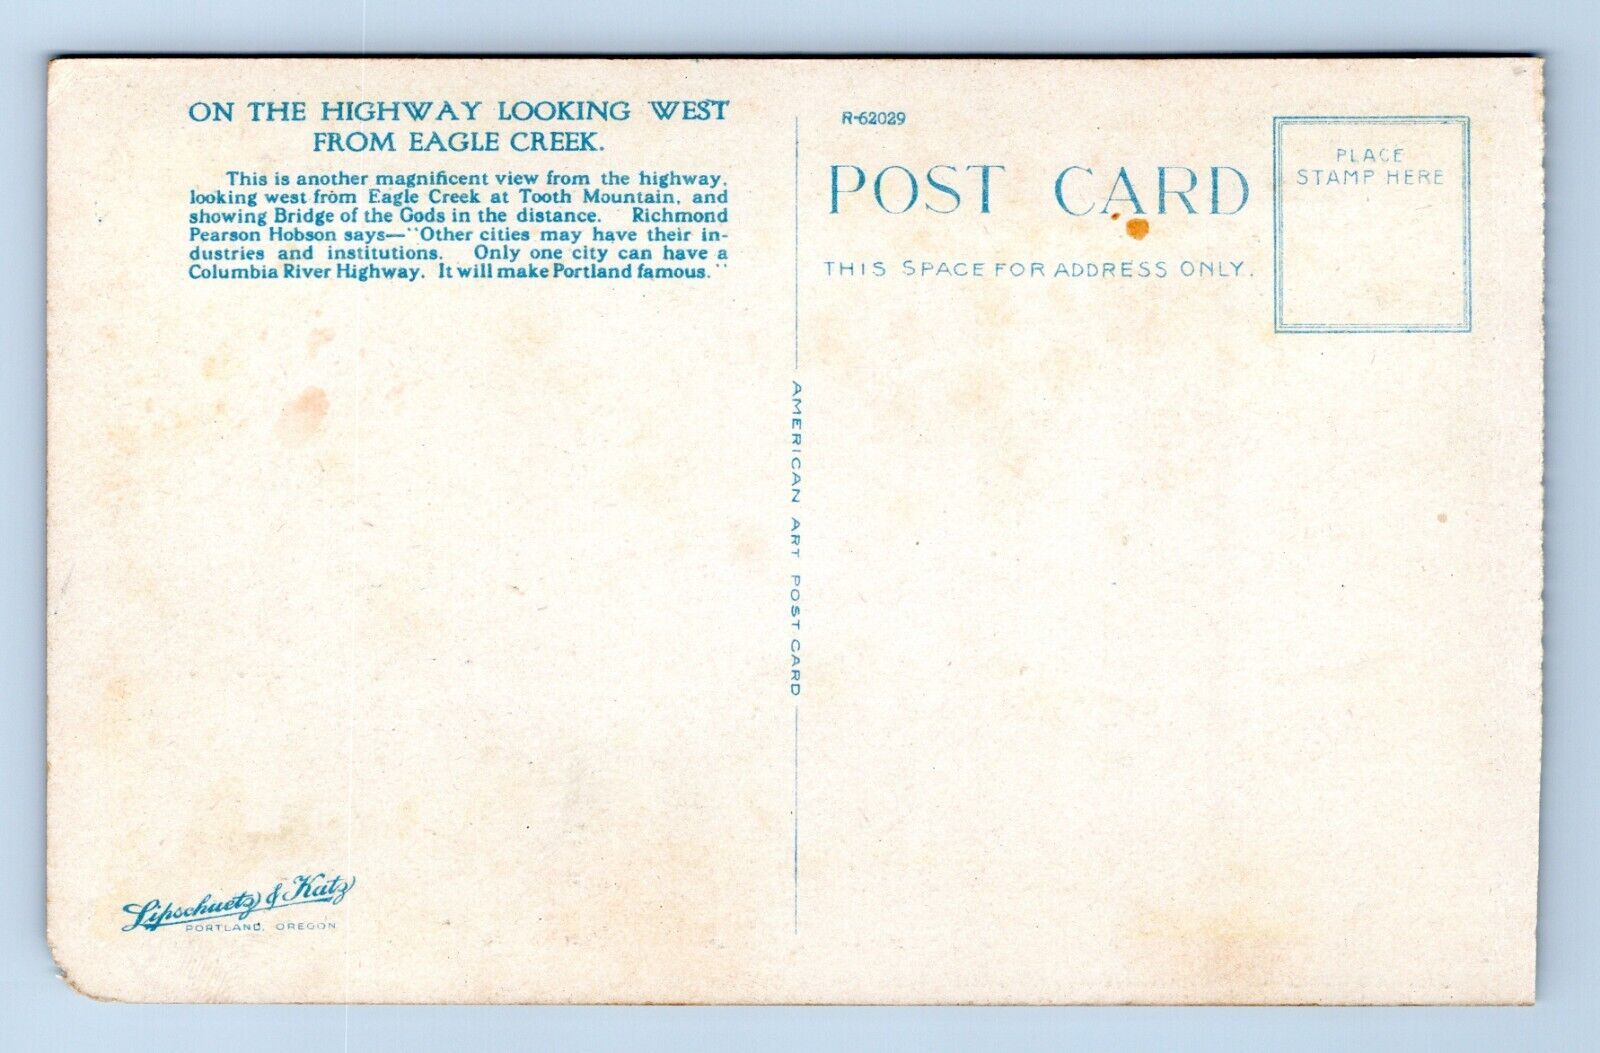 ON THE HIGHWAY LOOKING WEST
FROM EAGLE CREEK.
This is another magnificent view from the highway,
looking west from Eagle Creek at Tooth Mountain, and
showing Bridge of the Gods in the distance. Richmond
Pearson Hobson says—"Other cities may have their in-
dustries and institutions. Only one city can have a
Columbia River Highway. It will make Portland famous."
Lipschuetz & Katz
PORTLAND, OREGON
AMERICAN ART POST CARD
R-62029
POST CARD
THIS SPACE FOR ADDRESS ONLY.
PLACE
STAMP HERE